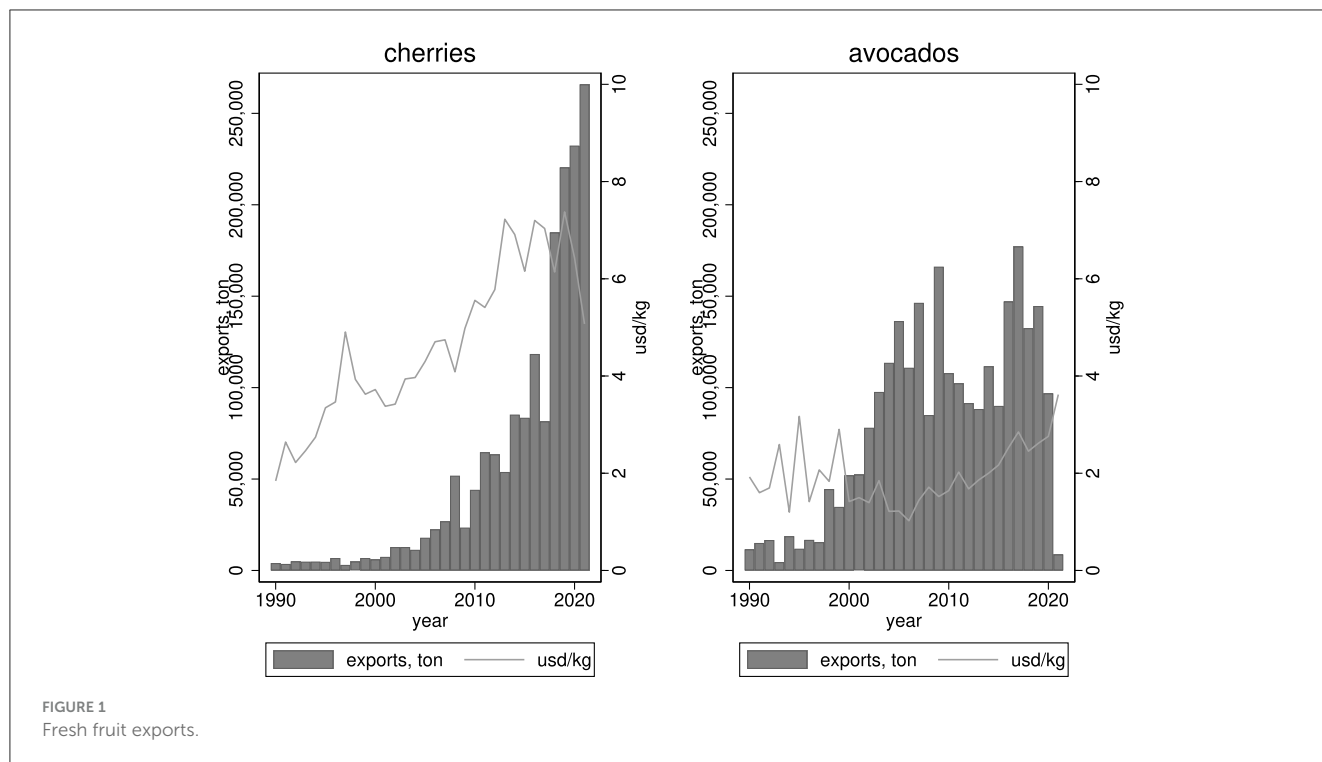 cherries
250,000
200,000
150,000
100,000
50,000
0
exports, ton
10
8
6
4
2
0
usd/kg
1990 2000 2010 2020
year
exports, ton usd/kg
avocados
250,000
200,000
150,000
100,000
50,000
0
exports, ton
10
8
6
4
2
0
usd/kg
1990 2000 2010 2020
year
exports, ton usd/kg
FIGURE 1
Fresh fruit exports.